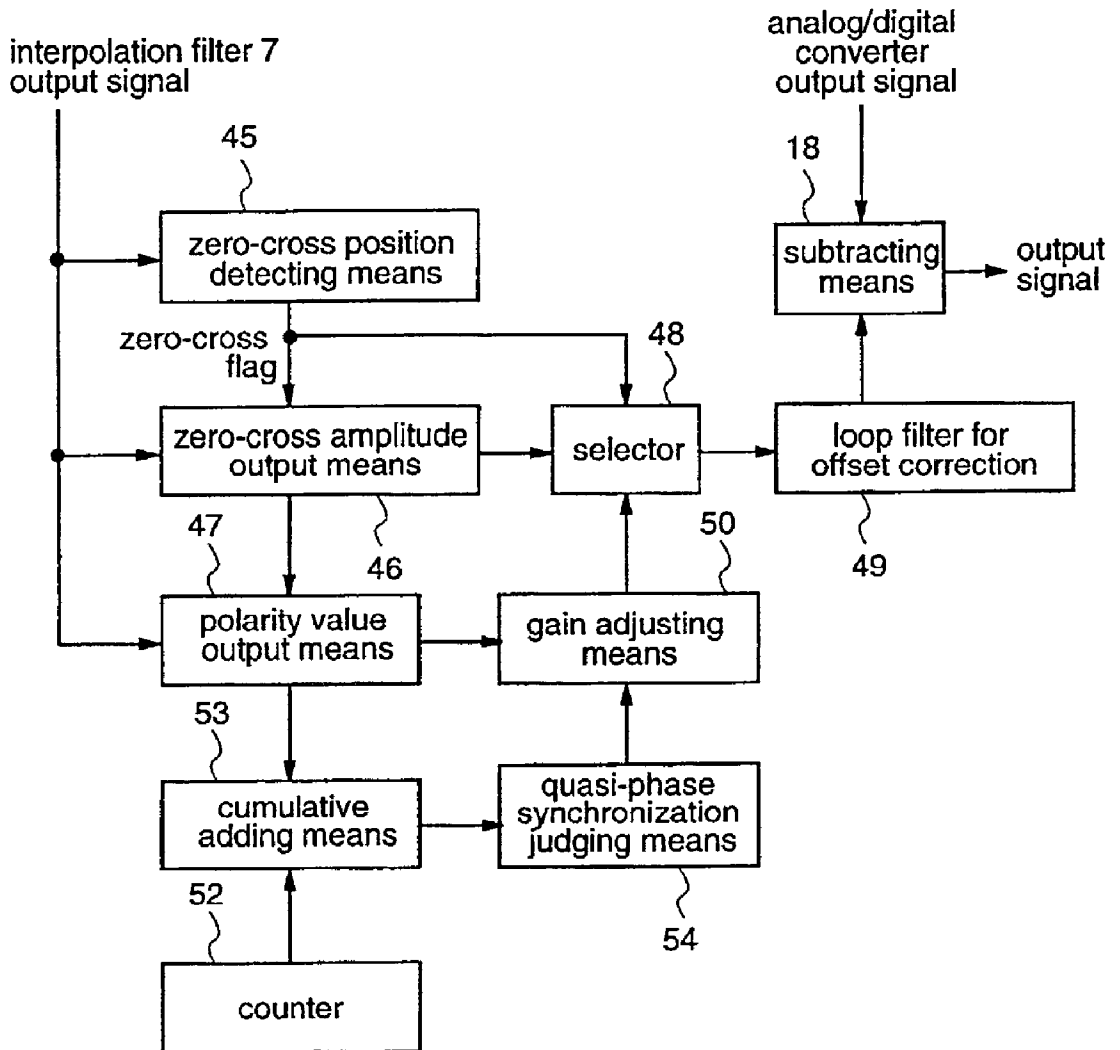 interpolation filter 7
output signal
analog/digital
converter
output signal
45
18
zero-cross position
detecting means
subtracting
means
output
signal
zero-cross
flag
48
zero-cross amplitude
output means
selector
loop filter for
offset correction
47
46
50
49
polarity value
output means
gain adjusting
means
53
cumulative
adding means
quasi-phase
synchronization
judging means
52
54
counter